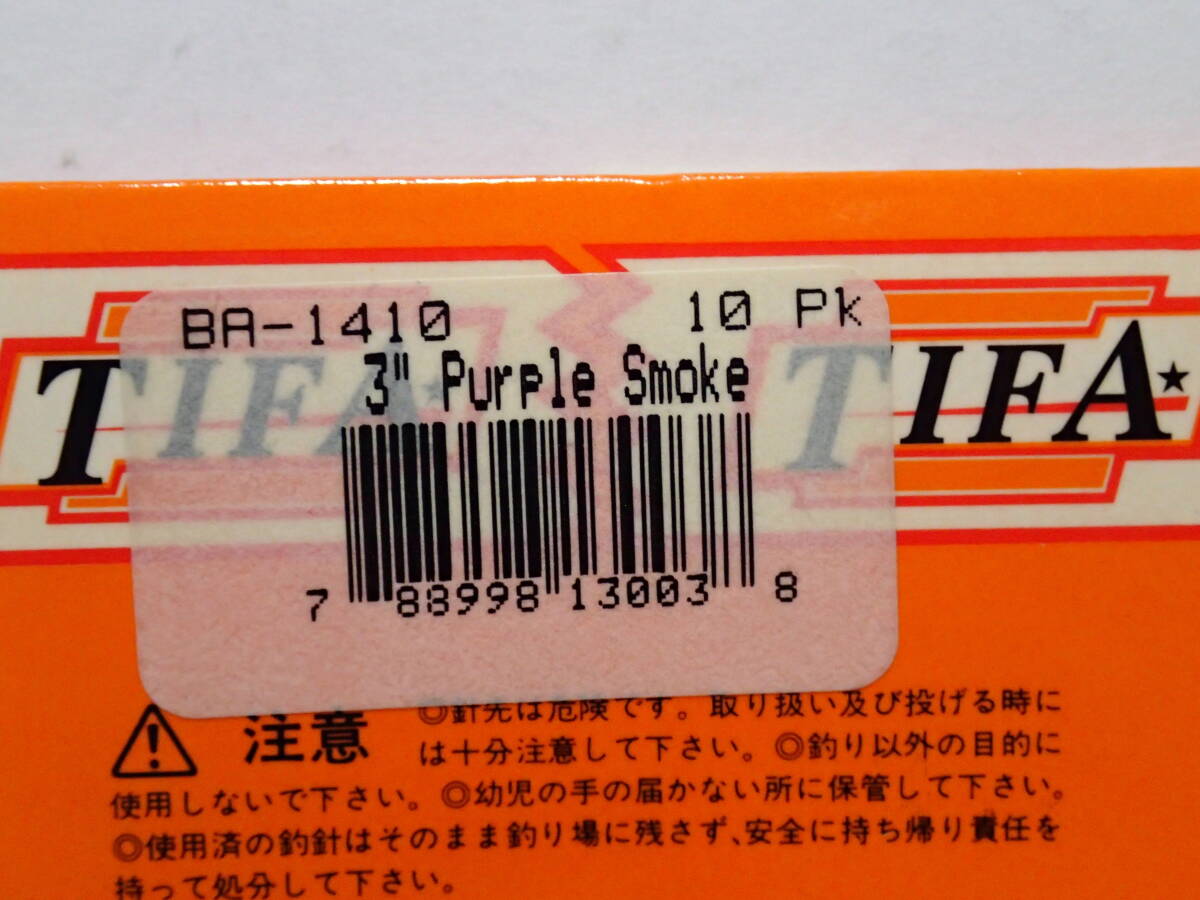 BA-1410 10 Pk
3" Purple Smoke
TIFA TIFA
7 88998 13003 8
注意
◎針先は危険です。取り扱い及び投げる時に
は十分注意して下さい。◎釣り以外の目的に
使用しないで下さい。◎幼児の手の届かない所に保管して下さい。
◎使用済の釣針はそのまま釣り場に残さず、安全に持ち帰り責任を
持って処分して下さい。